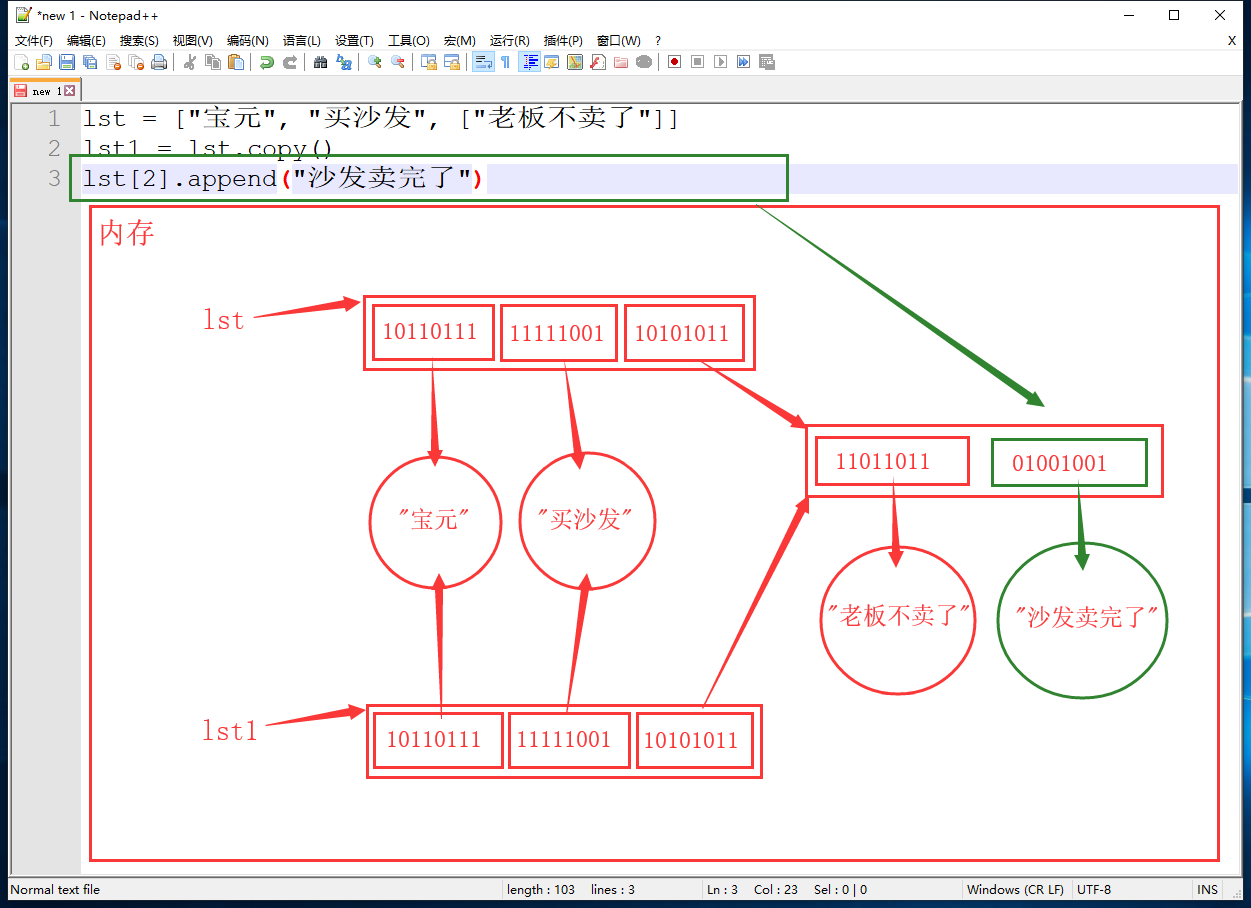 *new 1 - Notepad++
文件(F) 编辑(E) 搜索(S) 视图(V) 编码(N) 语言(L) 设置(T) 工具(O) 宏(M) 运行(R) 插件(P) 窗口(W) ? X
new 1
1 lst = ["宝元", "买沙发", ["老板不卖了"]]
2 lst1 = lst.copy()
3 lst[2].append("沙发卖完了")
内存
lst
10110111 11111001 10101011
11011011 01001001
"宝元" "买沙发"
"老板不卖了" "沙发卖完了"
lst1
10110111 11111001 10101011
Normal text file length : 103 lines : 3 Ln : 3 Col : 23 Sel : 0 | 0 Windows (CR LF) UTF-8 INS